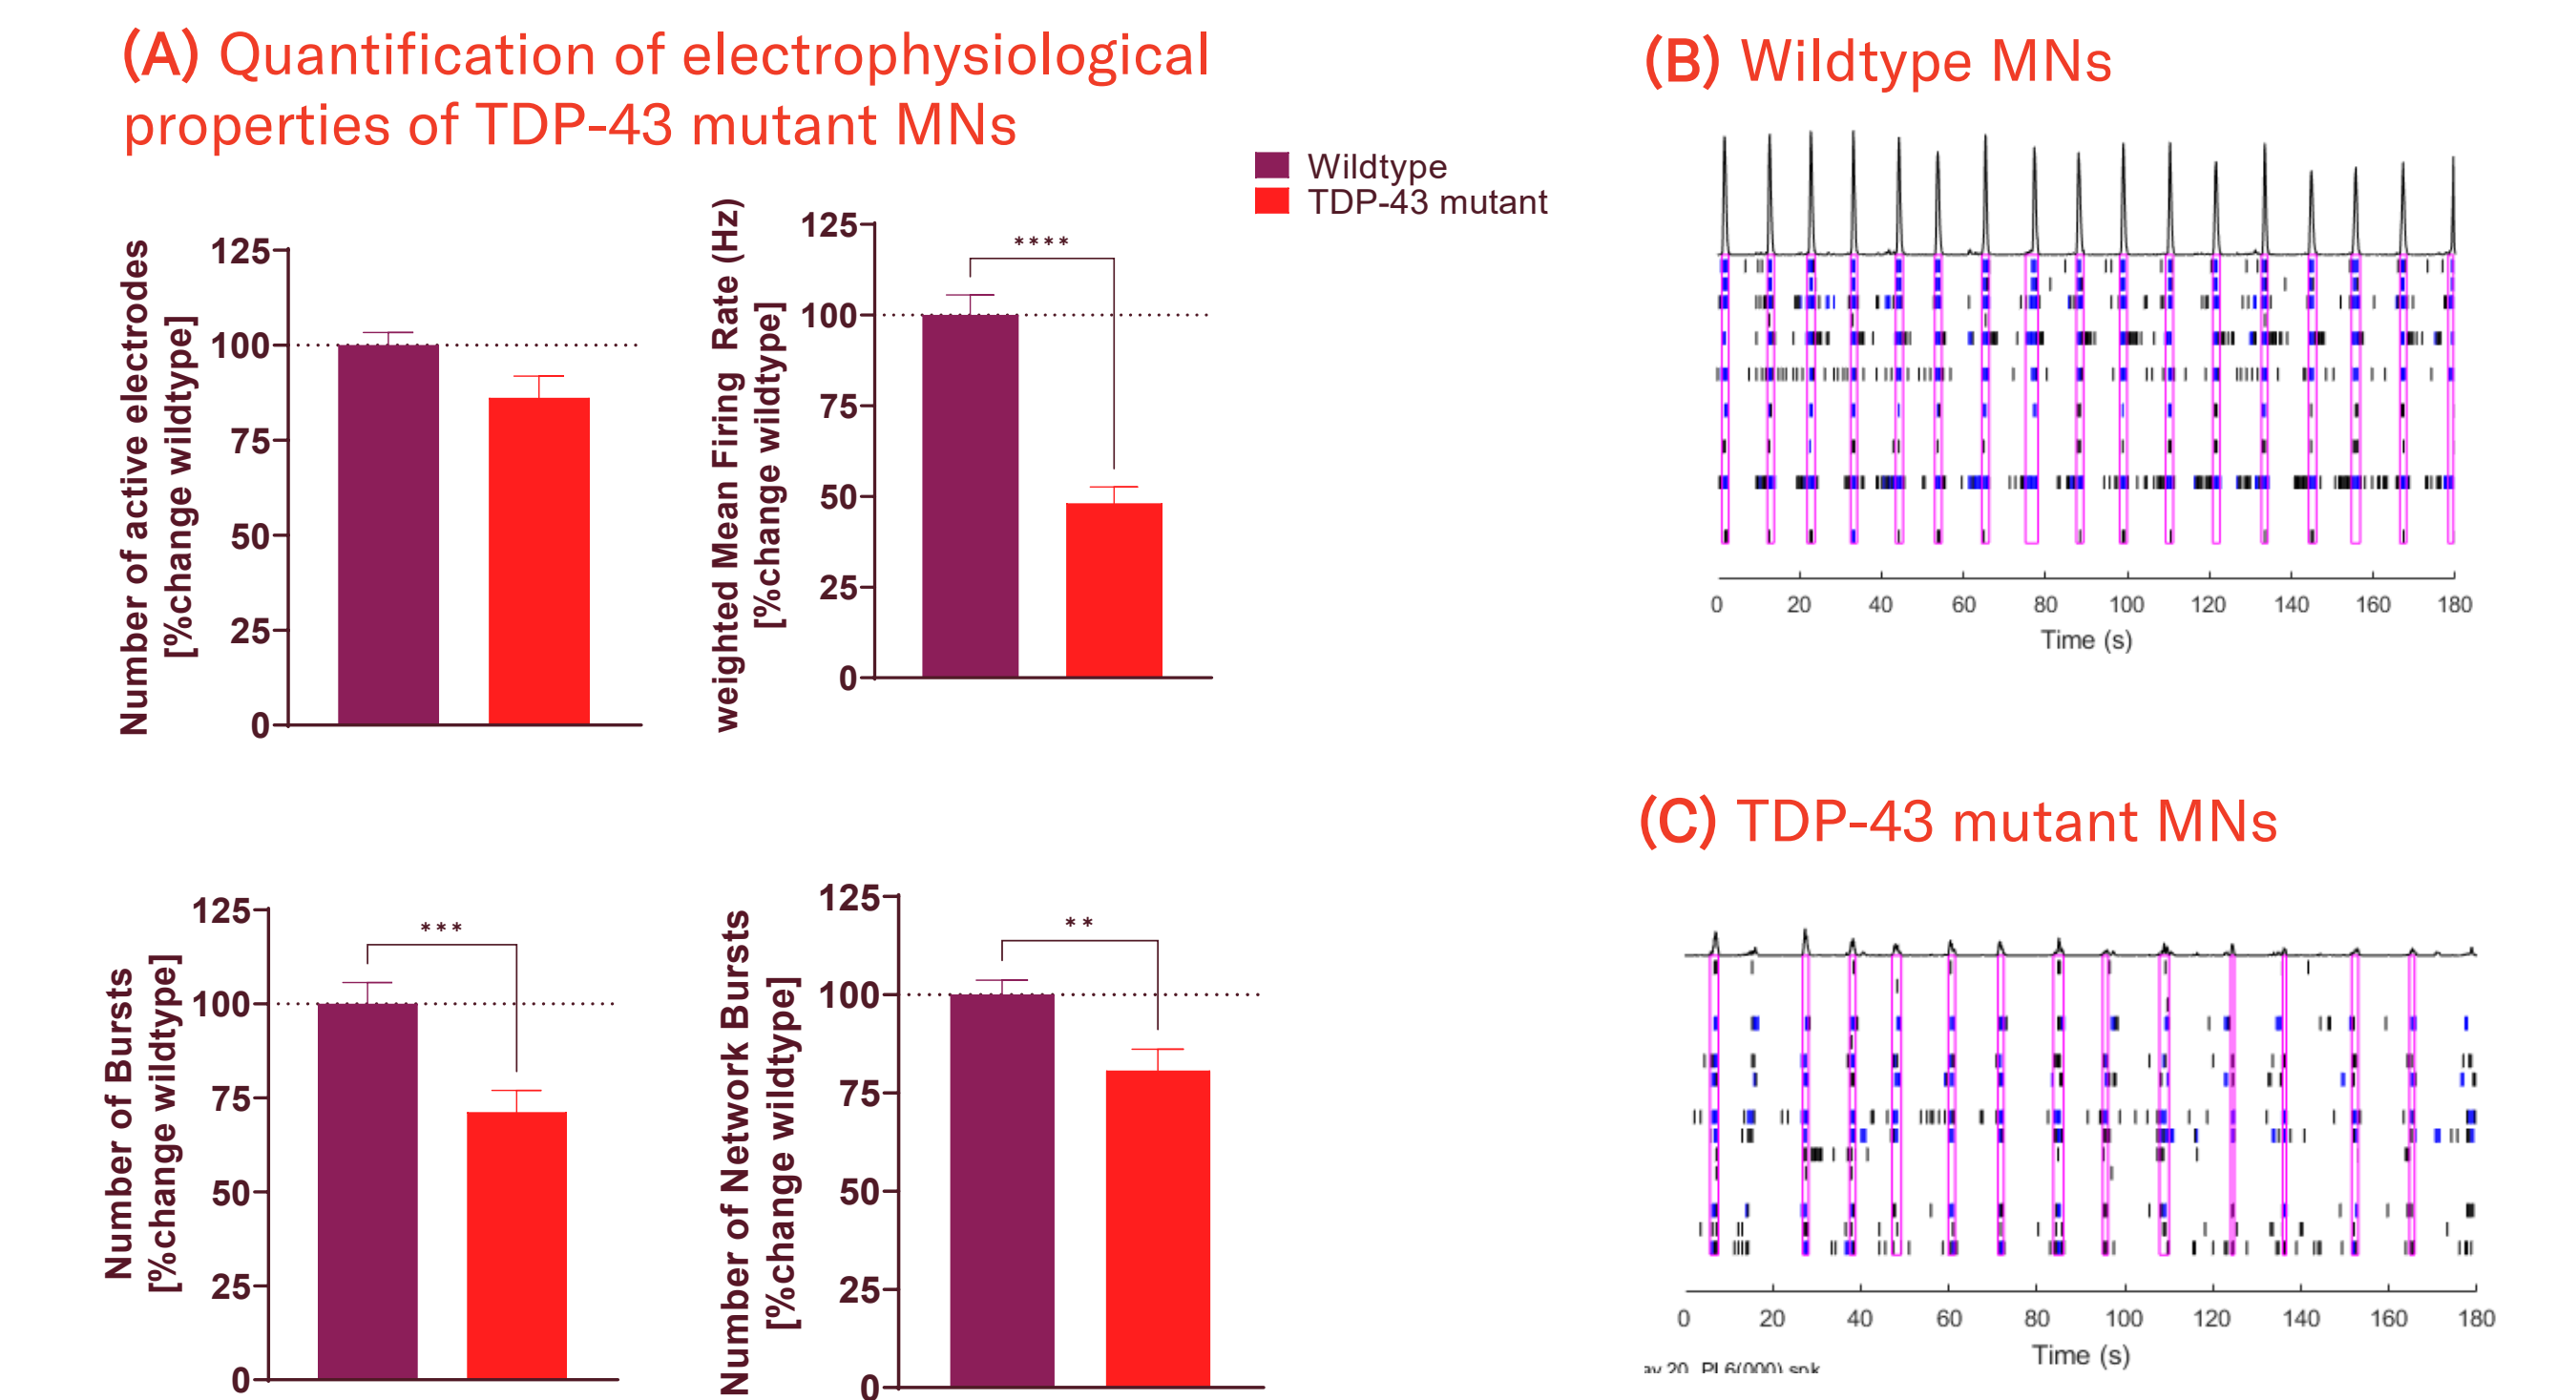 (A) Quantification of electrophysiological
properties of TDP-43 mutant MNs
Wildtype
TDP-43 mutant
Number of active electrodes
[%change wildtype]
125
100
75
50
25
0
weighted Mean Firing Rate (Hz)
[%change wildtype]
125
100
75
50
25
0
****
Number of Bursts
[%change wildtype]
125
100
75
50
25
0
***
Number of Network Bursts
[%change wildtype]
125
100
75
50
25
0
**
(B) Wildtype MNs
0 20 40 60 80 100 120 140 160 180
Time (s)
(C) TDP-43 mutant MNs
0 20 40 60 80 100 120 140 160 180
Time (s)